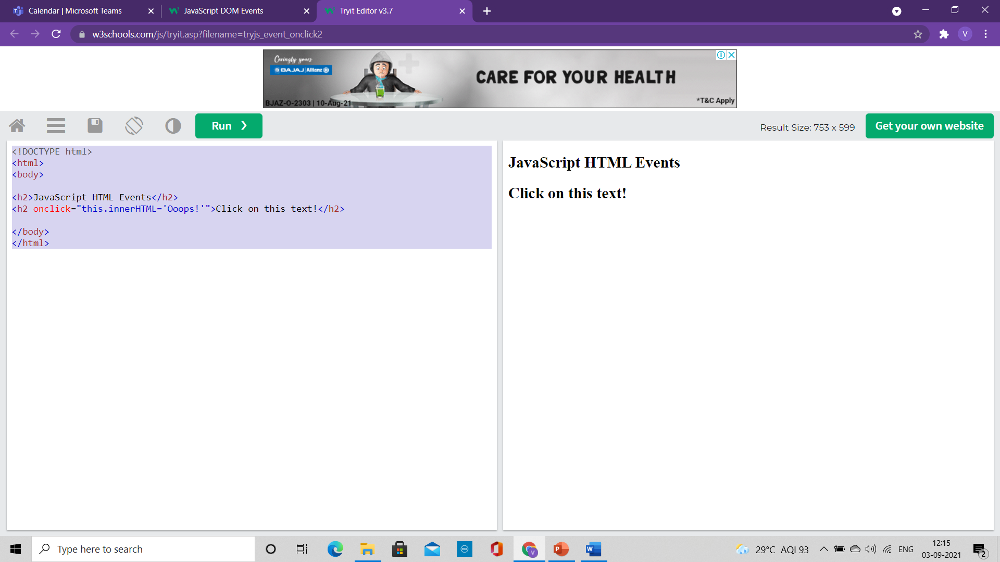 Calendar | Microsoft Teams
JavaScript DOM Events
Tryit Editor v3.7
w3schools.com/js/tryit.asp?filename=tryjs_event_onclick2
V
Caringly yours
BAJAJ Allianz
CARE FOR YOUR HEALTH
BJAZ-O-2303 | 10-Aug-21
*T&C Apply
Run ❯
Result Size: 753 x 599
Get your own website
<!DOCTYPE html>
<html>
<body>
<h2>JavaScript HTML Events</h2>
<h2 onclick="this.innerHTML='Ooops!'">Click on this text!</h2>
</body>
</html>
JavaScript HTML Events
Click on this text!
Type here to search
DELL
V
P
W
29°C AQI 93
ENG
12:15
03-09-2021
2